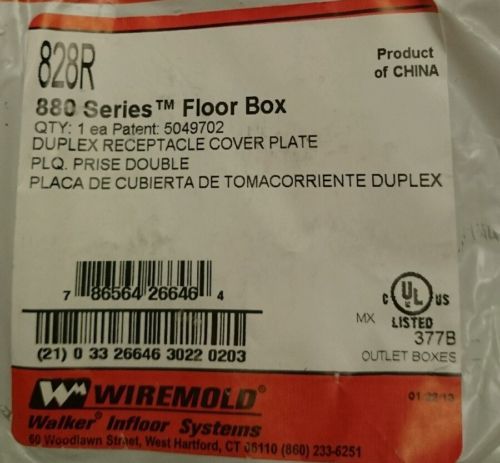 828R
Product
of CHINA
880 Series™ Floor Box
QTY: 1 ea Patent: 5049702
DUPLEX RECEPTACLE COVER PLATE
PLQ. PRISE DOUBLE
PLACA DE CUBIERTA DE TOMACORRIENTE DUPLEX
7 86564 26646 4
C UL US
MX LISTED
377B
OUTLET BOXES
(21) 0 33 26646 3022 0203
WIREMOLD®
Walker® Infloor Systems
60 Woodlawn Street, West Hartford, CT 06110 (860) 233-6251